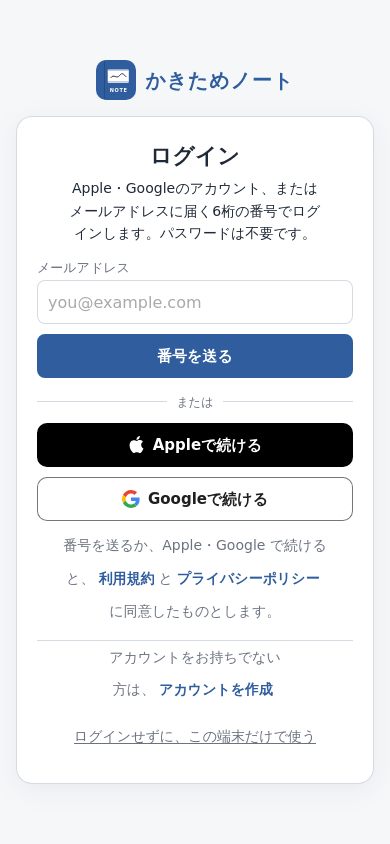 NOTE
かきためノート
ログイン
Apple・Googleのアカウント、または
メールアドレスに届く6桁の番号でログ
インします。パスワードは不要です。
メールアドレス
you@example.com
番号を送る
または
Appleで続ける
Googleで続ける
番号を送るか、Apple・Google で続ける
と、 利用規約 と プライバシーポリシー
に同意したものとします。
アカウントをお持ちでない
方は、 アカウントを作成
ログインせずに、この端末だけで使う